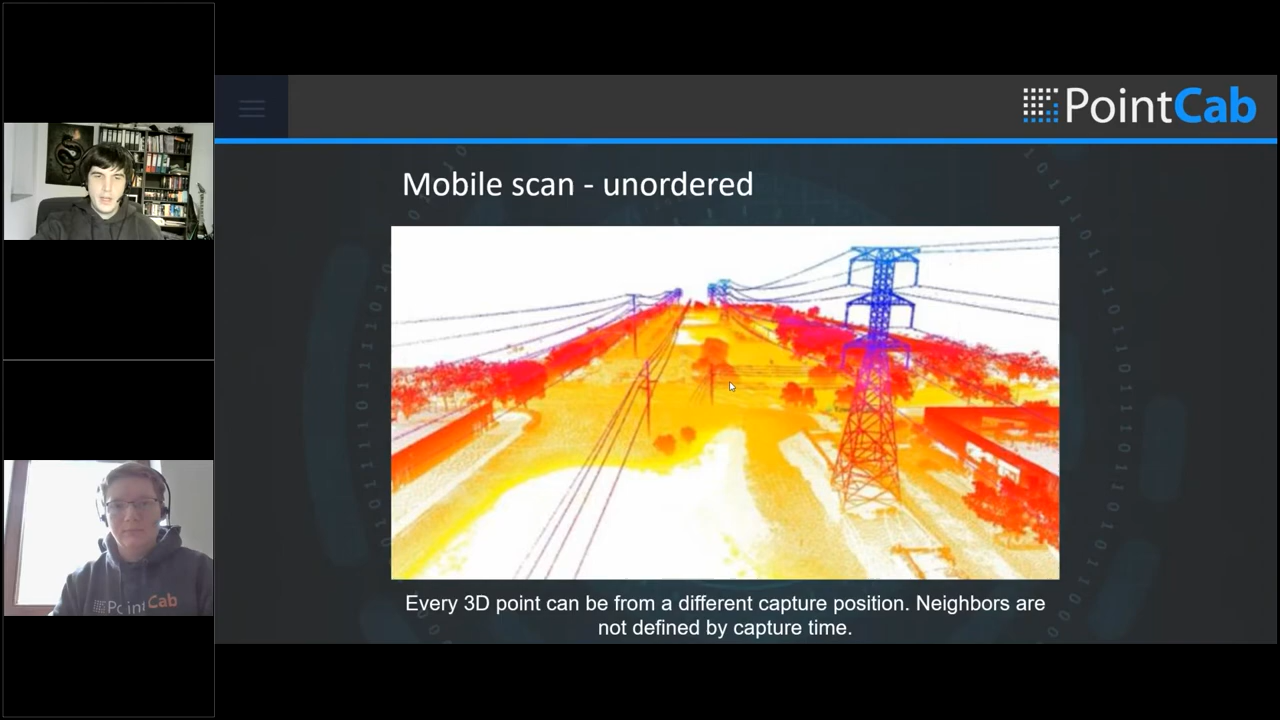 PointCab
Mobile scan - unordered
Every 3D point can be from a different capture position. Neighbors are
not defined by capture time.
PointCab